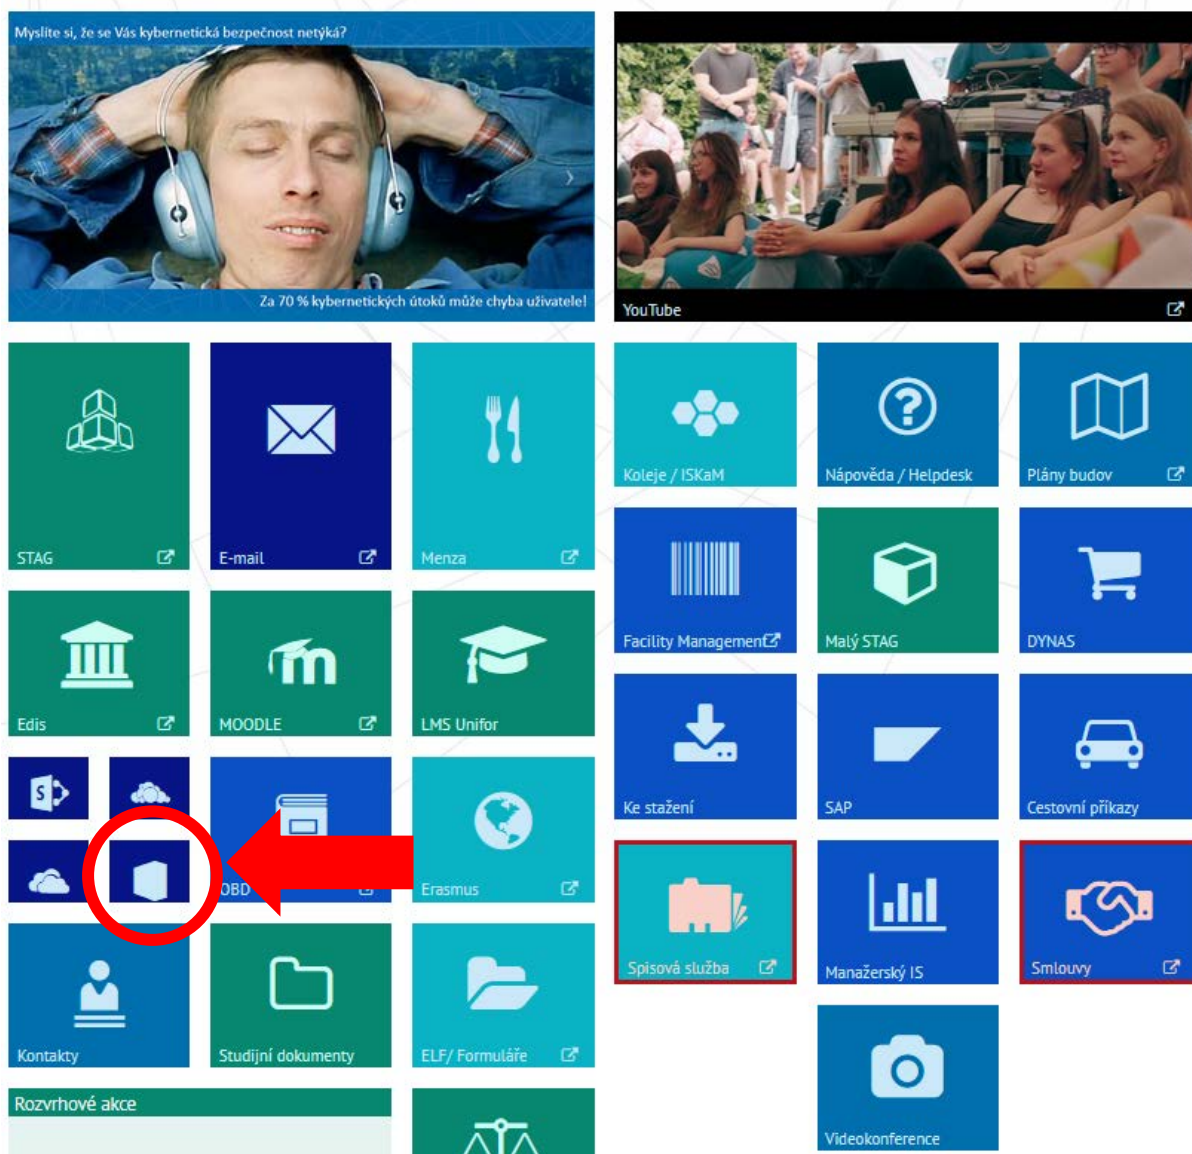 Myslíte si, že se Vás kybernetická bezpečnost netýká?
Za 70 % kybernetických útoků může chyba uživatele!
YouTube
STAG
E-mail
Menza
Koleje / ISKaM
Nápověda / Helpdesk
Plány budov
Facility Management
Malý STAG
DYNAS
Edis
MOODLE
LMS Unifor
S
Ke stažení
SAP
Cestovní příkazy
OBD
Erasmus
Spisová služba
Manažerský IS
Smlouvy
Kontakty
Studijní dokumenty
ELF/ Formuláře
Videokonference
Rozvrhové akce